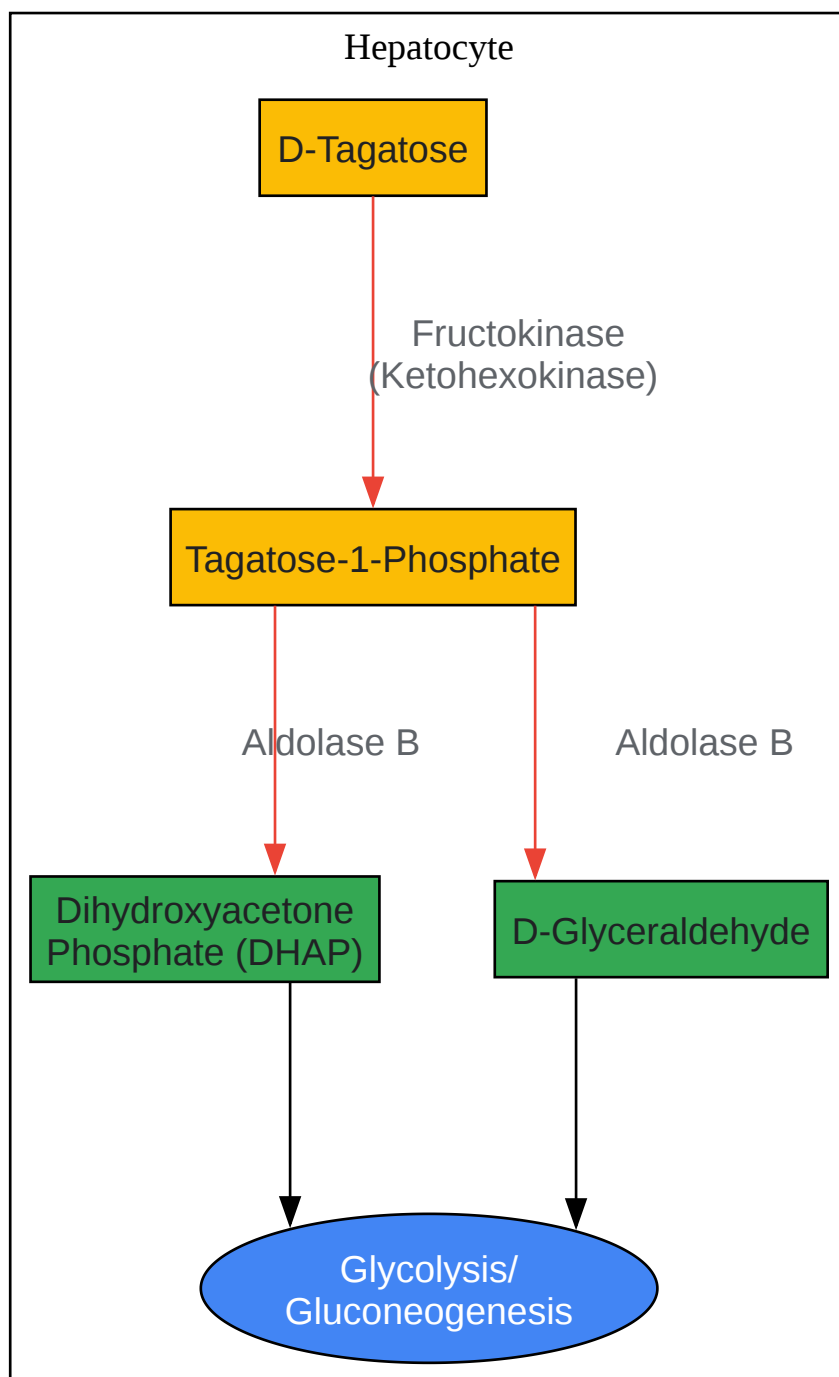 Hepatocyte
D-Tagatose
Fructokinase
(Ketohexokinase)
Tagatose-1-Phosphate
Aldolase B
Aldolase B
Dihydroxyacetone
Phosphate (DHAP)
D-Glyceraldehyde
Glycolysis/
Gluconeogenesis